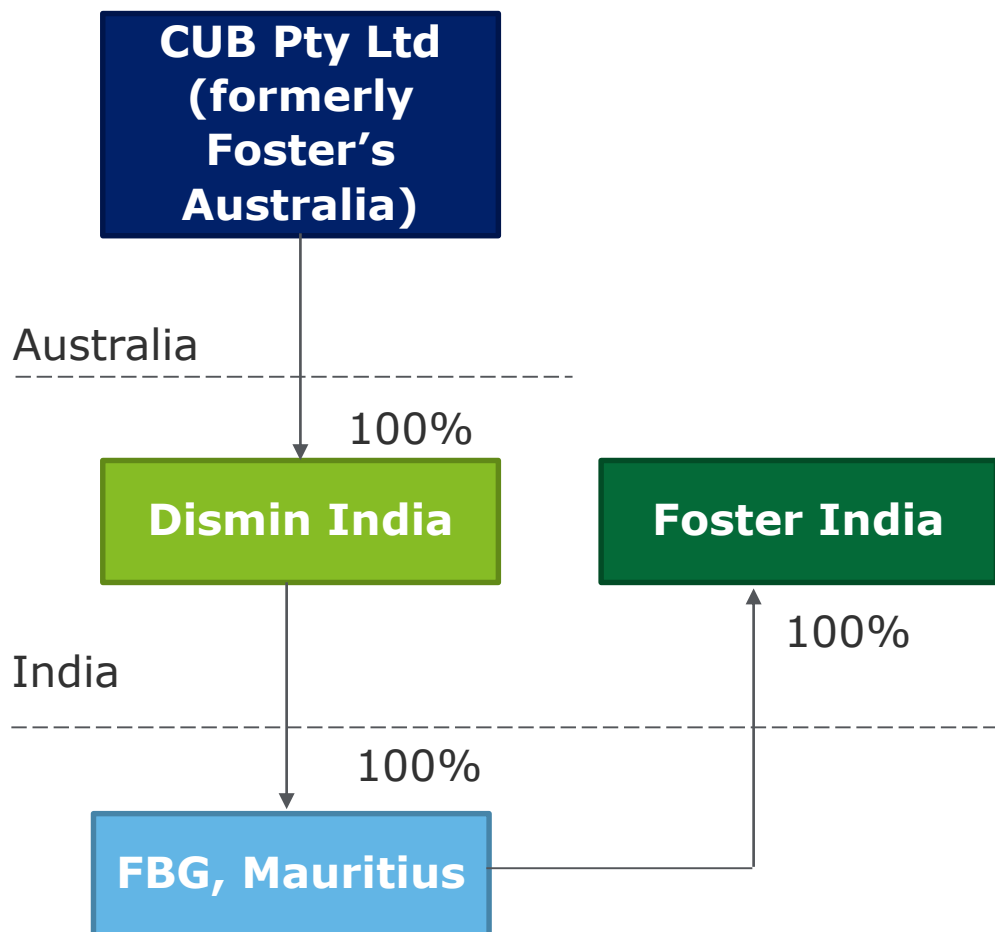 CUB Pty Ltd
(formerly
Foster’s
Australia)
Australia
100%
Dismin India
Foster India
100%
India
100%
FBG, Mauritius